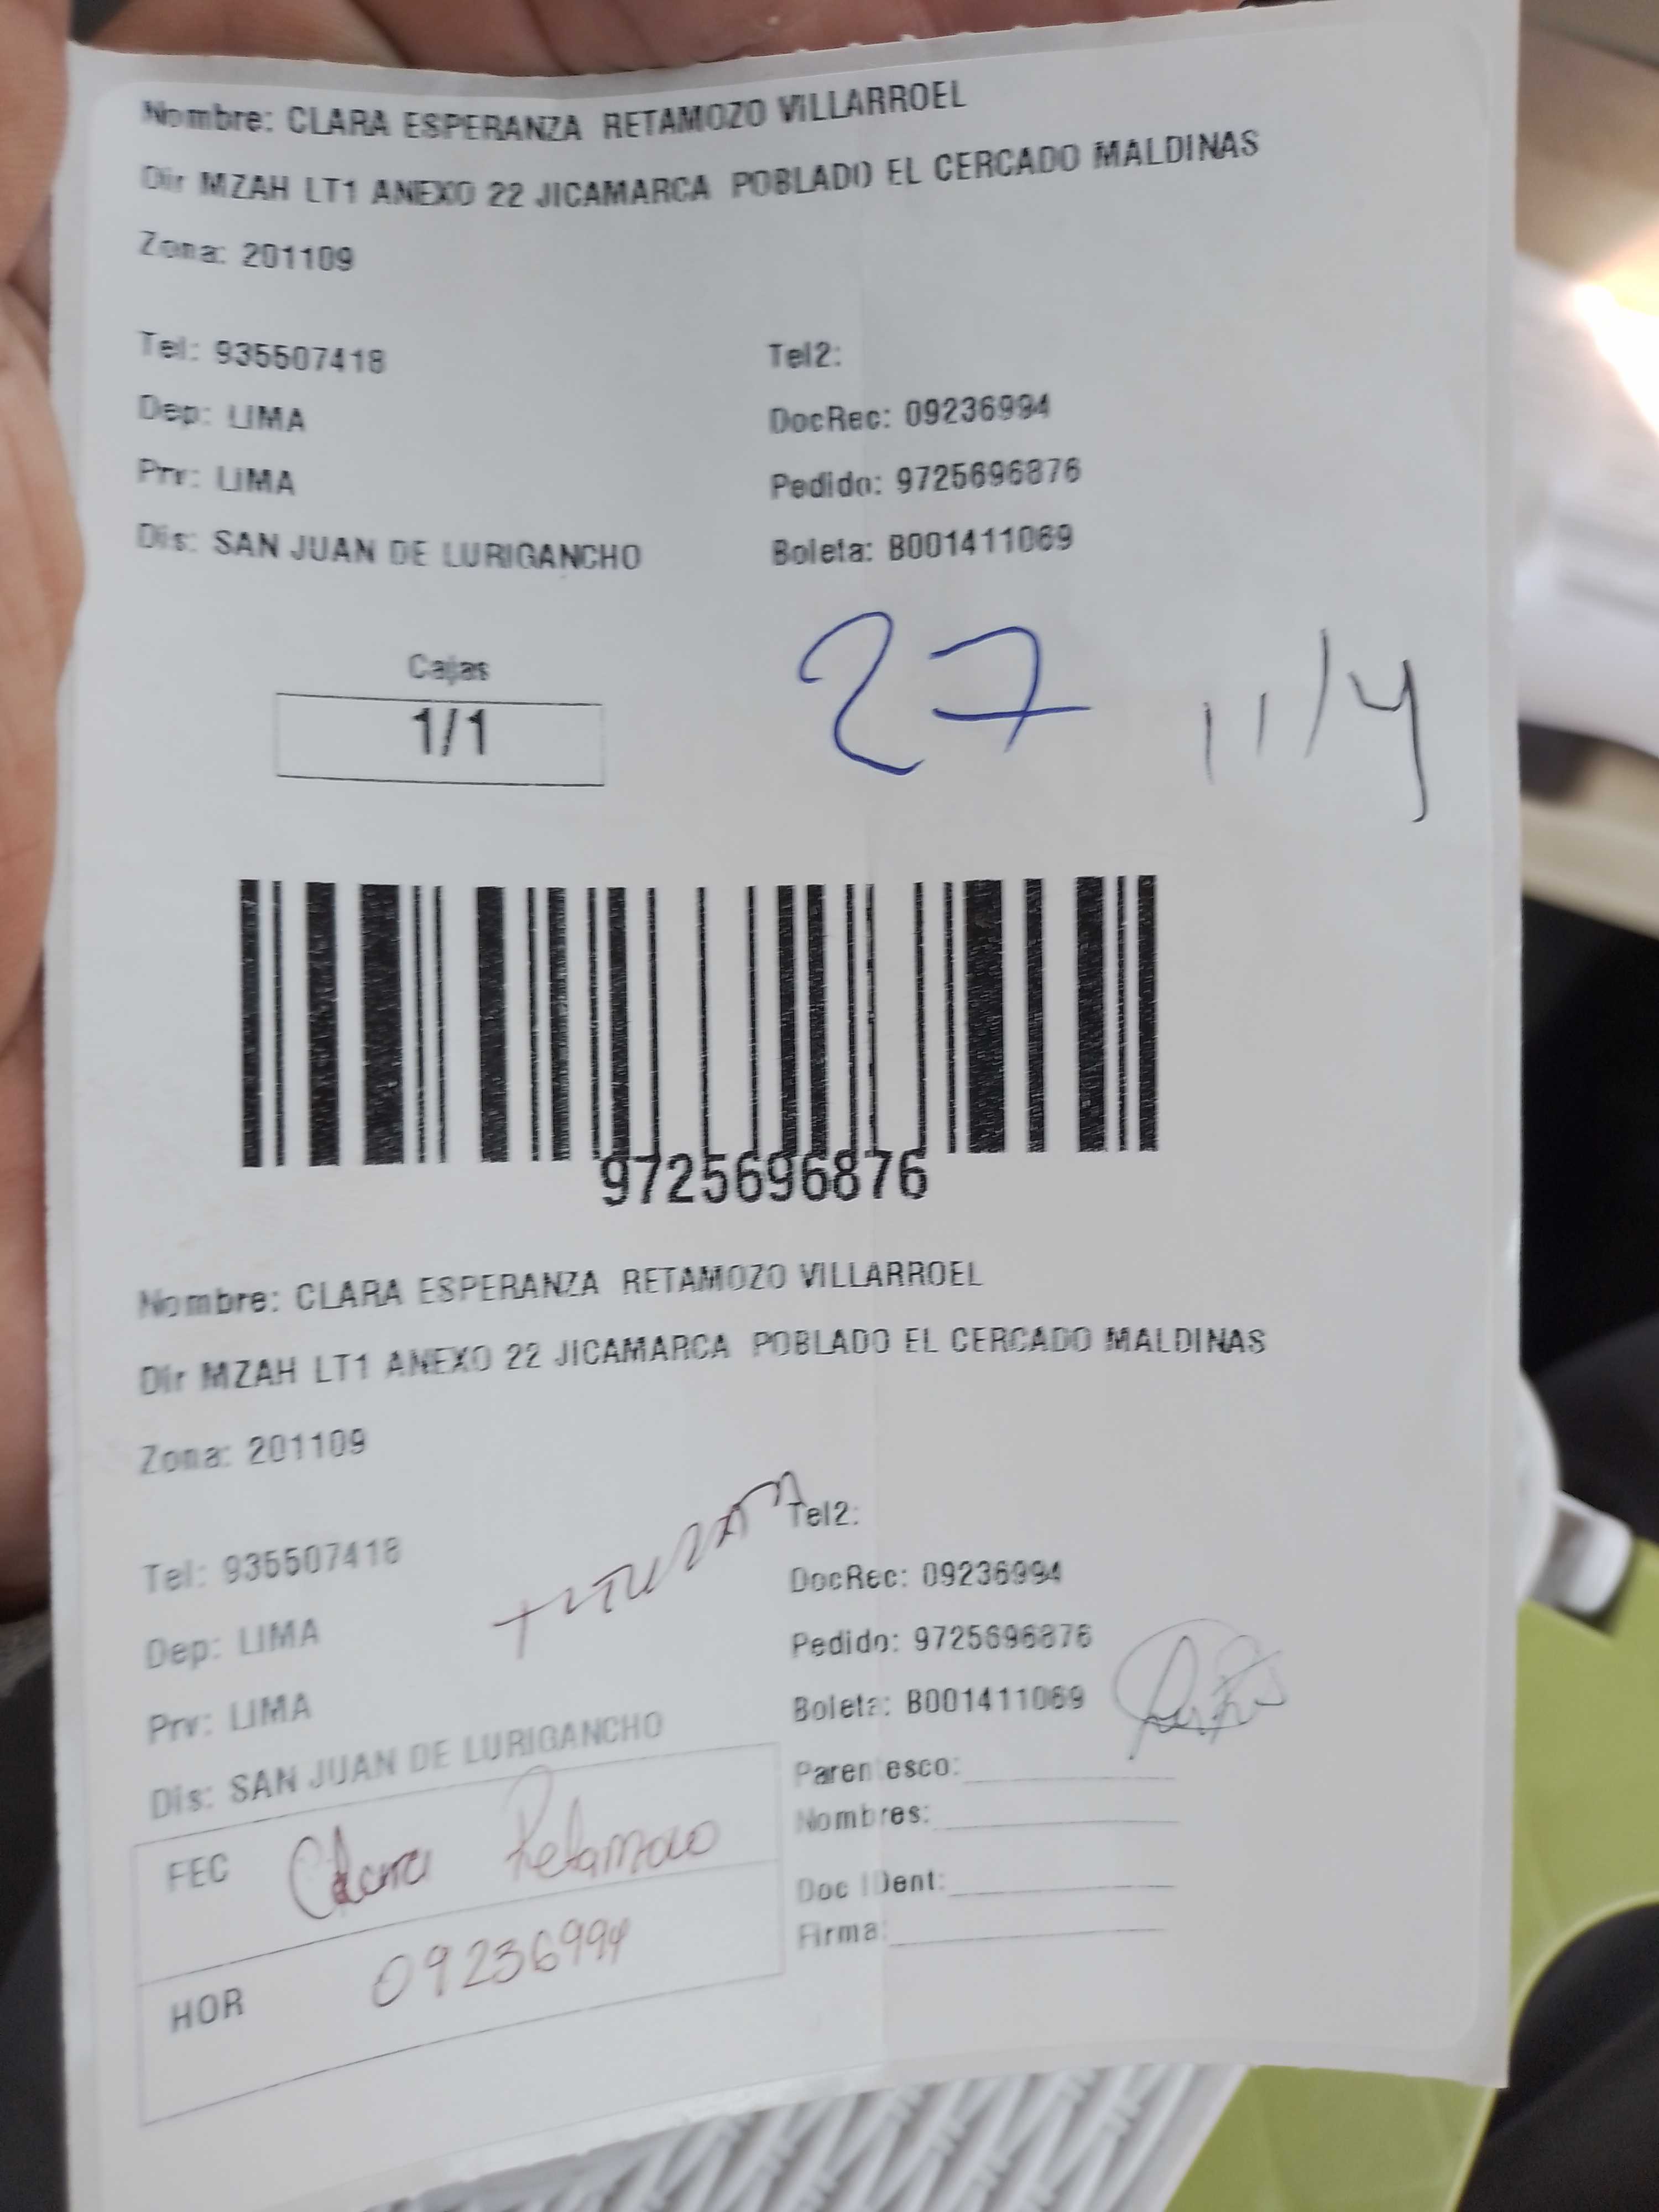 Nombre: CLARA ESPERANZA RETAMOZO VILLARROEL
Dir MZAH LT1 ANEXO 22 JICAMARCA POBLADO EL CERCADO MALDINAS
Zona: 201109
Tel: 935507418 Tel2:
Dep: LIMA DocRec: 09236994
Prv: LIMA Pedido: 9725696876
Dis: SAN JUAN DE LURIGANCHO Boleta: B001411069
Cajas
1/1
27 11/4
9725696876
Nombre: CLARA ESPERANZA RETAMOZO VILLARROEL
Dir MZAH LT1 ANEXO 22 JICAMARCA POBLADO EL CERCADO MALDINAS
Zona: 201109
Tel: 935507418 Tel2:
Dep: LIMA DocRec: 09236994
Prv: LIMA Pedido: 9725696876
Dis: SAN JUAN DE LURIGANCHO Boleta: B001411069
Parentesco:
FEC Clara Retamozo Nombres:
Doc IDent:
HOR 09236994 Firma: